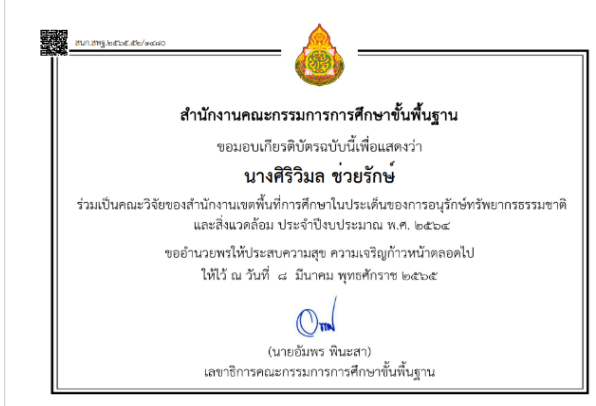 สำนักงานคณะกรรมการการศึกษาขั้นพื้นฐาน
ขอมอบเกียรติบัตรฉบับนี้เพื่อแสดงว่า
นางศิริวิมล ช่วยรักษ์
ร่วมเป็นคณะวิจัยของสำนักงานเขตพื้นที่การศึกษาในประเด็นของการอนุรักษ์ทรัพยากรธรรมชาติ
และสิ่งแวดล้อม ประจำปีงบประมาณ พ.ศ. ๒๕๖๔
ขออำนวยพรให้ประสบความสุข ความเจริญก้าวหน้าตลอดไป
ให้ไว้ ณ วันที่ ๘ มีนาคม พุทธศักราช ๒๕๖๕
(นายอัมพร พินะสา)
เลขาธิการคณะกรรมการการศึกษาขั้นพื้นฐาน